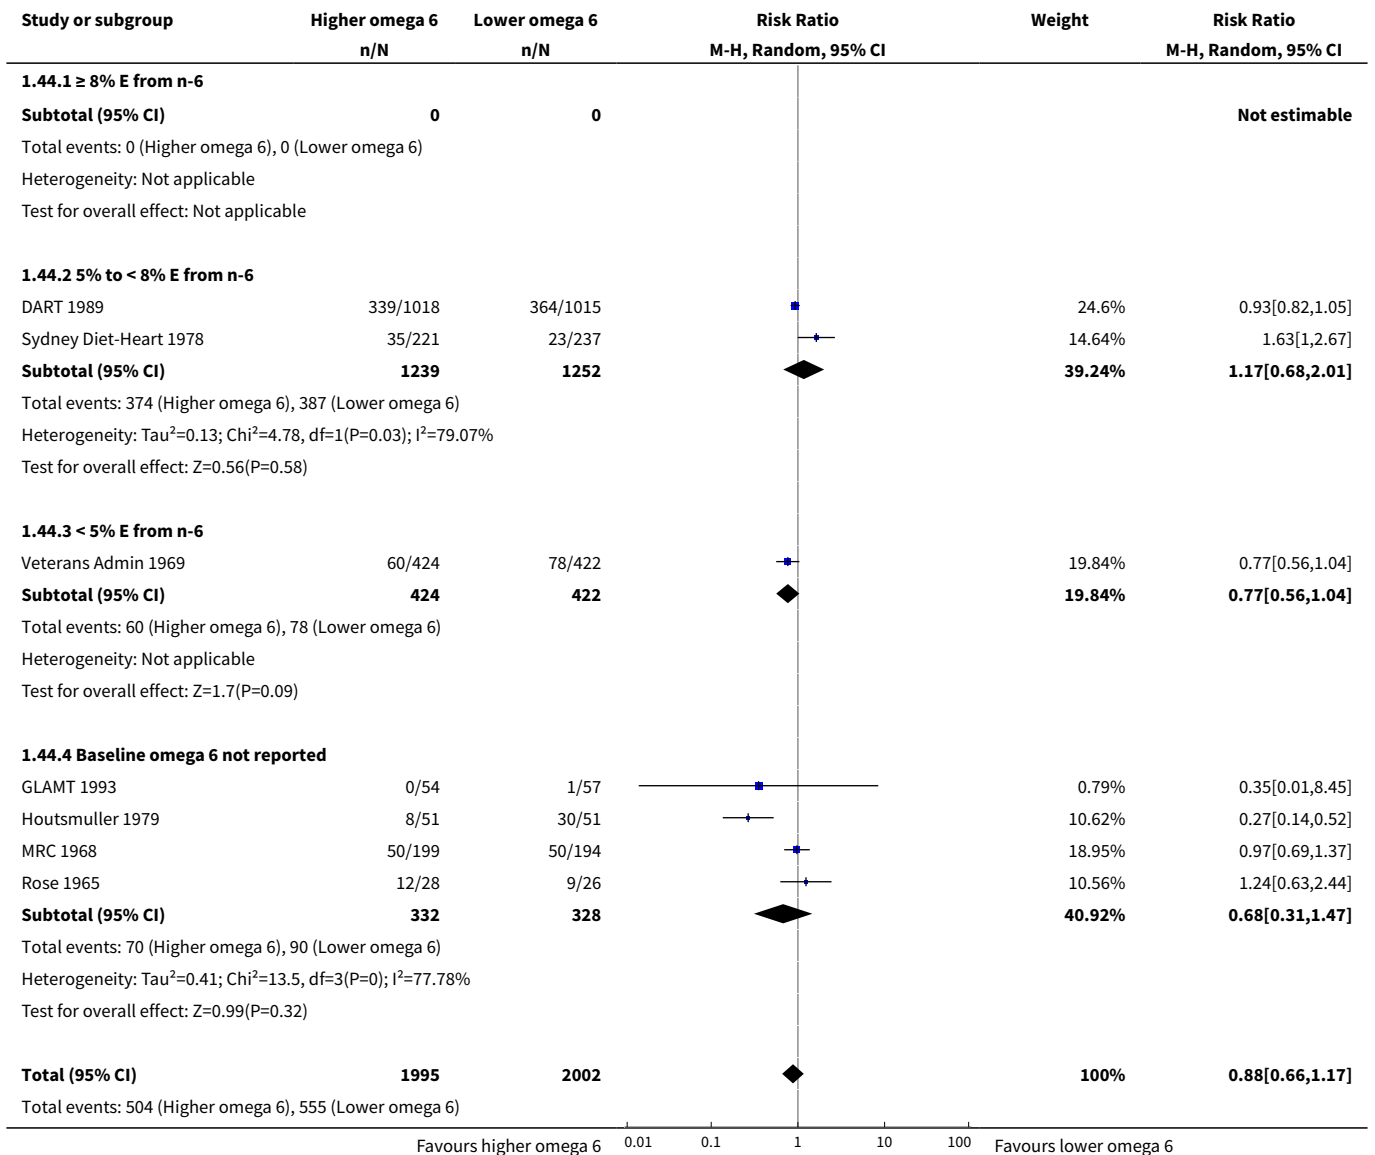 Study or subgroup Higher omega 6 Lower omega 6 Risk Ratio Weight Risk Ratio
n/N n/N M-H, Random, 95% CI M-H, Random, 95% CI
1.44.1 ≥ 8% E from n-6
Subtotal (95% CI) 0 0 Not estimable
Total events: 0 (Higher omega 6), 0 (Lower omega 6)
Heterogeneity: Not applicable
Test for overall effect: Not applicable
1.44.2 5% to < 8% E from n-6
DART 1989 339/1018 364/1015 24.6% 0.93[0.82,1.05]
Sydney Diet-Heart 1978 35/221 23/237 14.64% 1.63[1,2.67]
Subtotal (95% CI) 1239 1252 39.24% 1.17[0.68,2.01]
Total events: 374 (Higher omega 6), 387 (Lower omega 6)
Heterogeneity: Tau²=0.13; Chi²=4.78, df=1(P=0.03); I²=79.07%
Test for overall effect: Z=0.56(P=0.58)
1.44.3 < 5% E from n-6
Veterans Admin 1969 60/424 78/422 19.84% 0.77[0.56,1.04]
Subtotal (95% CI) 424 422 19.84% 0.77[0.56,1.04]
Total events: 60 (Higher omega 6), 78 (Lower omega 6)
Heterogeneity: Not applicable
Test for overall effect: Z=1.7(P=0.09)
1.44.4 Baseline omega 6 not reported
GLAMT 1993 0/54 1/57 0.79% 0.35[0.01,8.45]
Houtsmuller 1979 8/51 30/51 10.62% 0.27[0.14,0.52]
MRC 1968 50/199 50/194 18.95% 0.97[0.69,1.37]
Rose 1965 12/28 9/26 10.56% 1.24[0.63,2.44]
Subtotal (95% CI) 332 328 40.92% 0.68[0.31,1.47]
Total events: 70 (Higher omega 6), 90 (Lower omega 6)
Heterogeneity: Tau²=0.41; Chi²=13.5, df=3(P=0); I²=77.78%
Test for overall effect: Z=0.99(P=0.32)
Total (95% CI) 1995 2002 100% 0.88[0.66,1.17]
Total events: 504 (Higher omega 6), 555 (Lower omega 6)
Favours higher omega 6 0.01 0.1 1 10 100 Favours lower omega 6